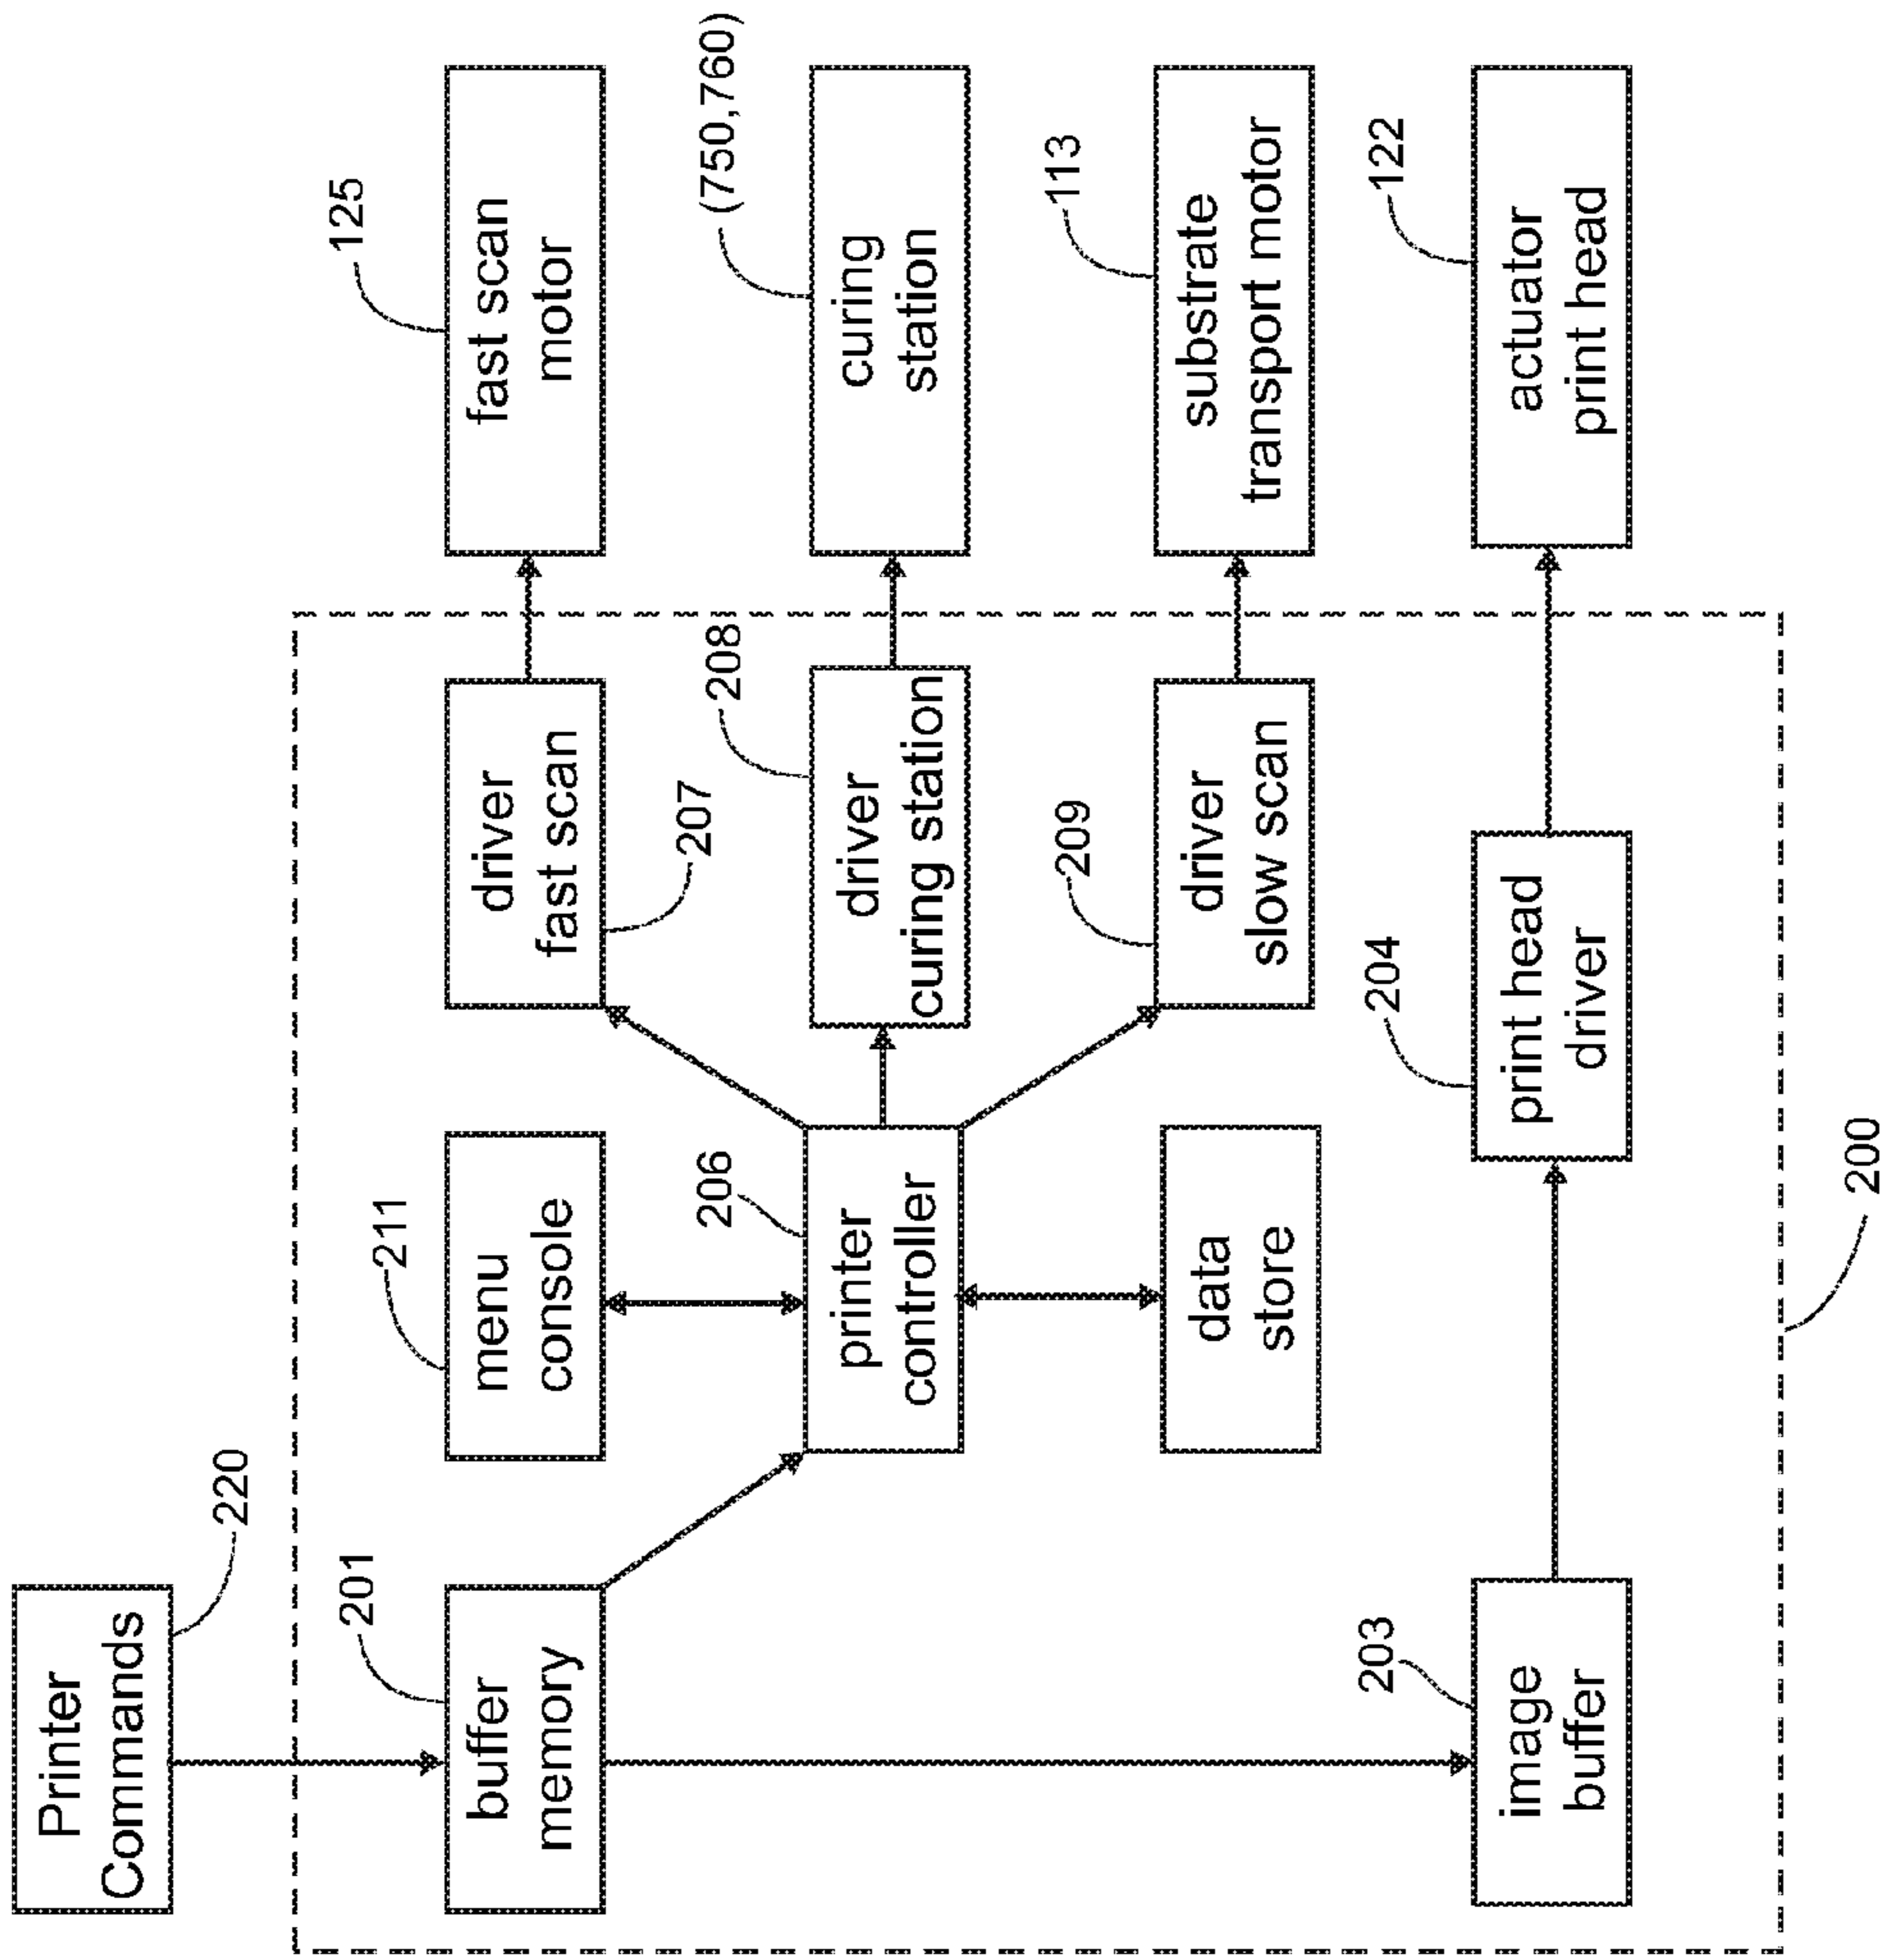 Printer
Commands
220
201
buffer
memory
211
menu
console
driver
fast scan
207
125
fast scan
motor
206
printer
controller
208
driver
curing station
(750,760)
curing
station
data
store
209
driver
slow scan
113
substrate
transport motor
203
image
buffer
204
print head
driver
122
actuator
print head
200